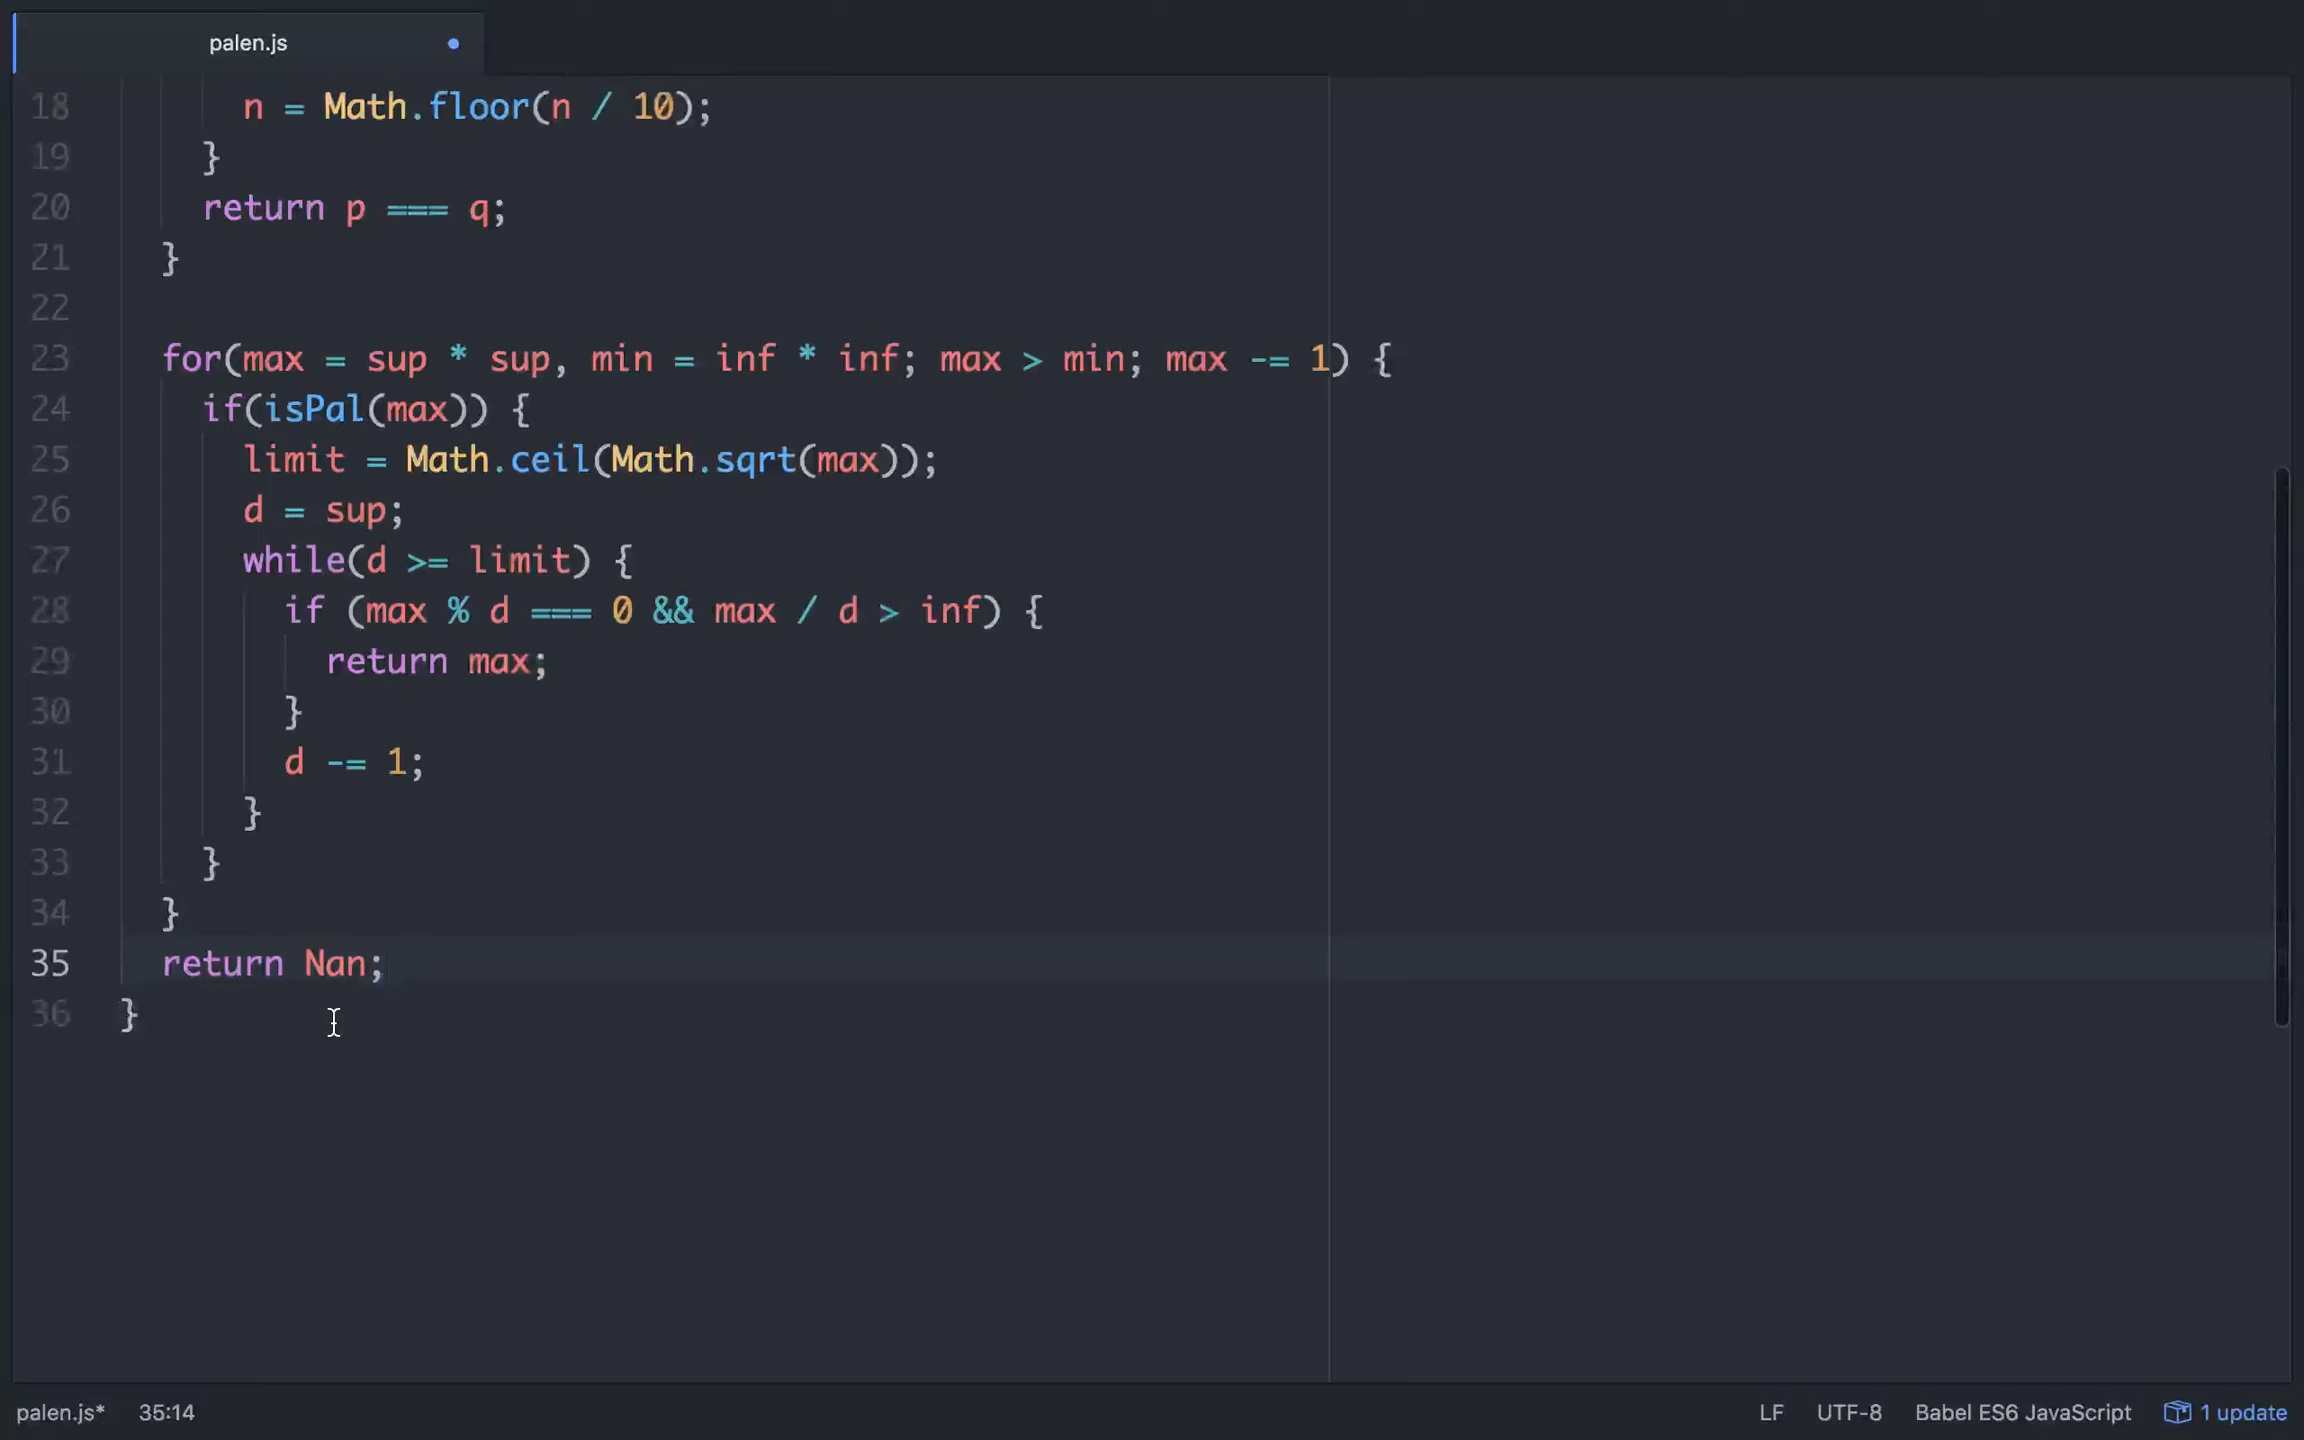 palen.js
18 n = Math.floor(n / 10);
19 }
20 return p === q;
21 }
22
23 for(max = sup * sup, min = inf * inf; max > min; max -= 1) {
24 if(isPal(max)) {
25 limit = Math.ceil(Math.sqrt(max));
26 d = sup;
27 while(d >= limit) {
28 if (max % d === 0 && max / d > inf) {
29 return max;
30 }
31 d -= 1;
32 }
33 }
34 }
35 return Nan;
36 }
palen.js* 35:14 LF UTF-8 Babel ES6 JavaScript 1 update